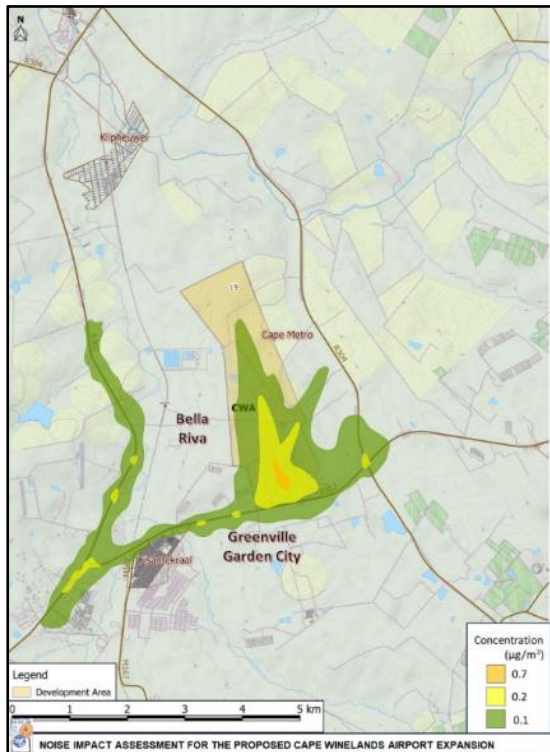 N
R304
Klipheuwel
19
Cape Metro
R304
CWA
Bella
Riva
Greenville
Garden City
M167
Concentration
(µg/m³)
0.7
0.2
0.1
Legend
Development Area
0 1 2 3 4 5 km
NOISE IMPACT ASSESSMENT FOR THE PROPOSED CAPE WINELANDS AIRPORT EXPANSION